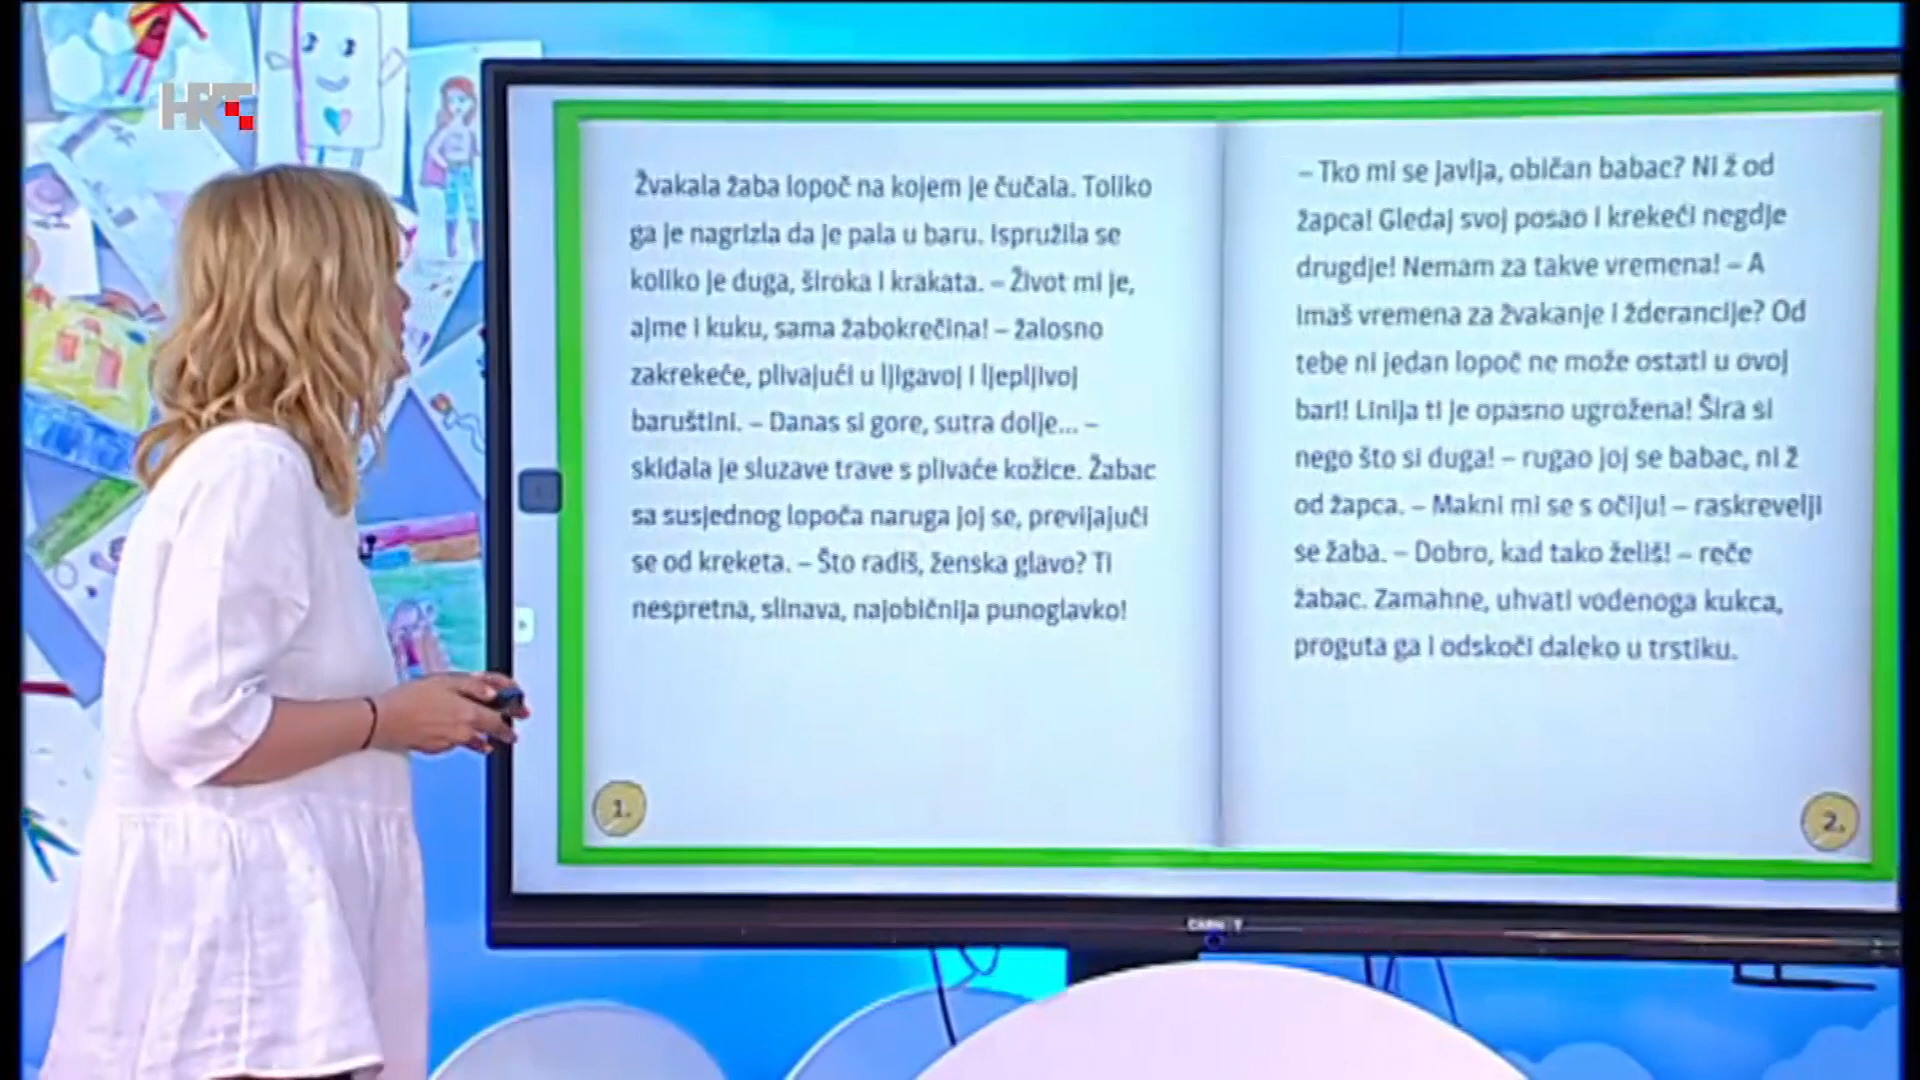 HRT
Žvakala žaba lopoč na kojem je čučala. Toliko
ga je nagrizla da je pala u baru. Ispružila se
koliko je duga, široka i krakata. – Život mi je,
ajme i kuku, sama žabokrečina! – žalosno
zakrekeće, plivajući u ljigavoj i ljepljivoj
baruštini. – Danas si gore, sutra dolje... –
skidala je sluzave trave s plivaće kožice. Žabac
sa susjednog lopoča naruga joj se, previjajući
se od kreketa. – Što radiš, ženska glavo? Ti
nespretna, slinava, najobičnija punoglavko!
1.
– Tko mi se javlja, običan babac? Ni ž od
žapca! Gledaj svoj posao i krekeći negdje
drugdje! Nemam za takve vremena! – A
imaš vremena za žvakanje i žderancije? Od
tebe ni jedan lopoč ne može ostati u ovoj
bari! Linija ti je opasno ugrožena! Šira si
nego što si duga! – rugao joj se babac, ni ž
od žapca. – Makni mi se s očiju! – raskrevelji
se žaba. – Dobro, kad tako želiš! – reče
žabac. Zamahne, uhvati vodenoga kukca,
proguta ga i odskoči daleko u trstiku.
2.